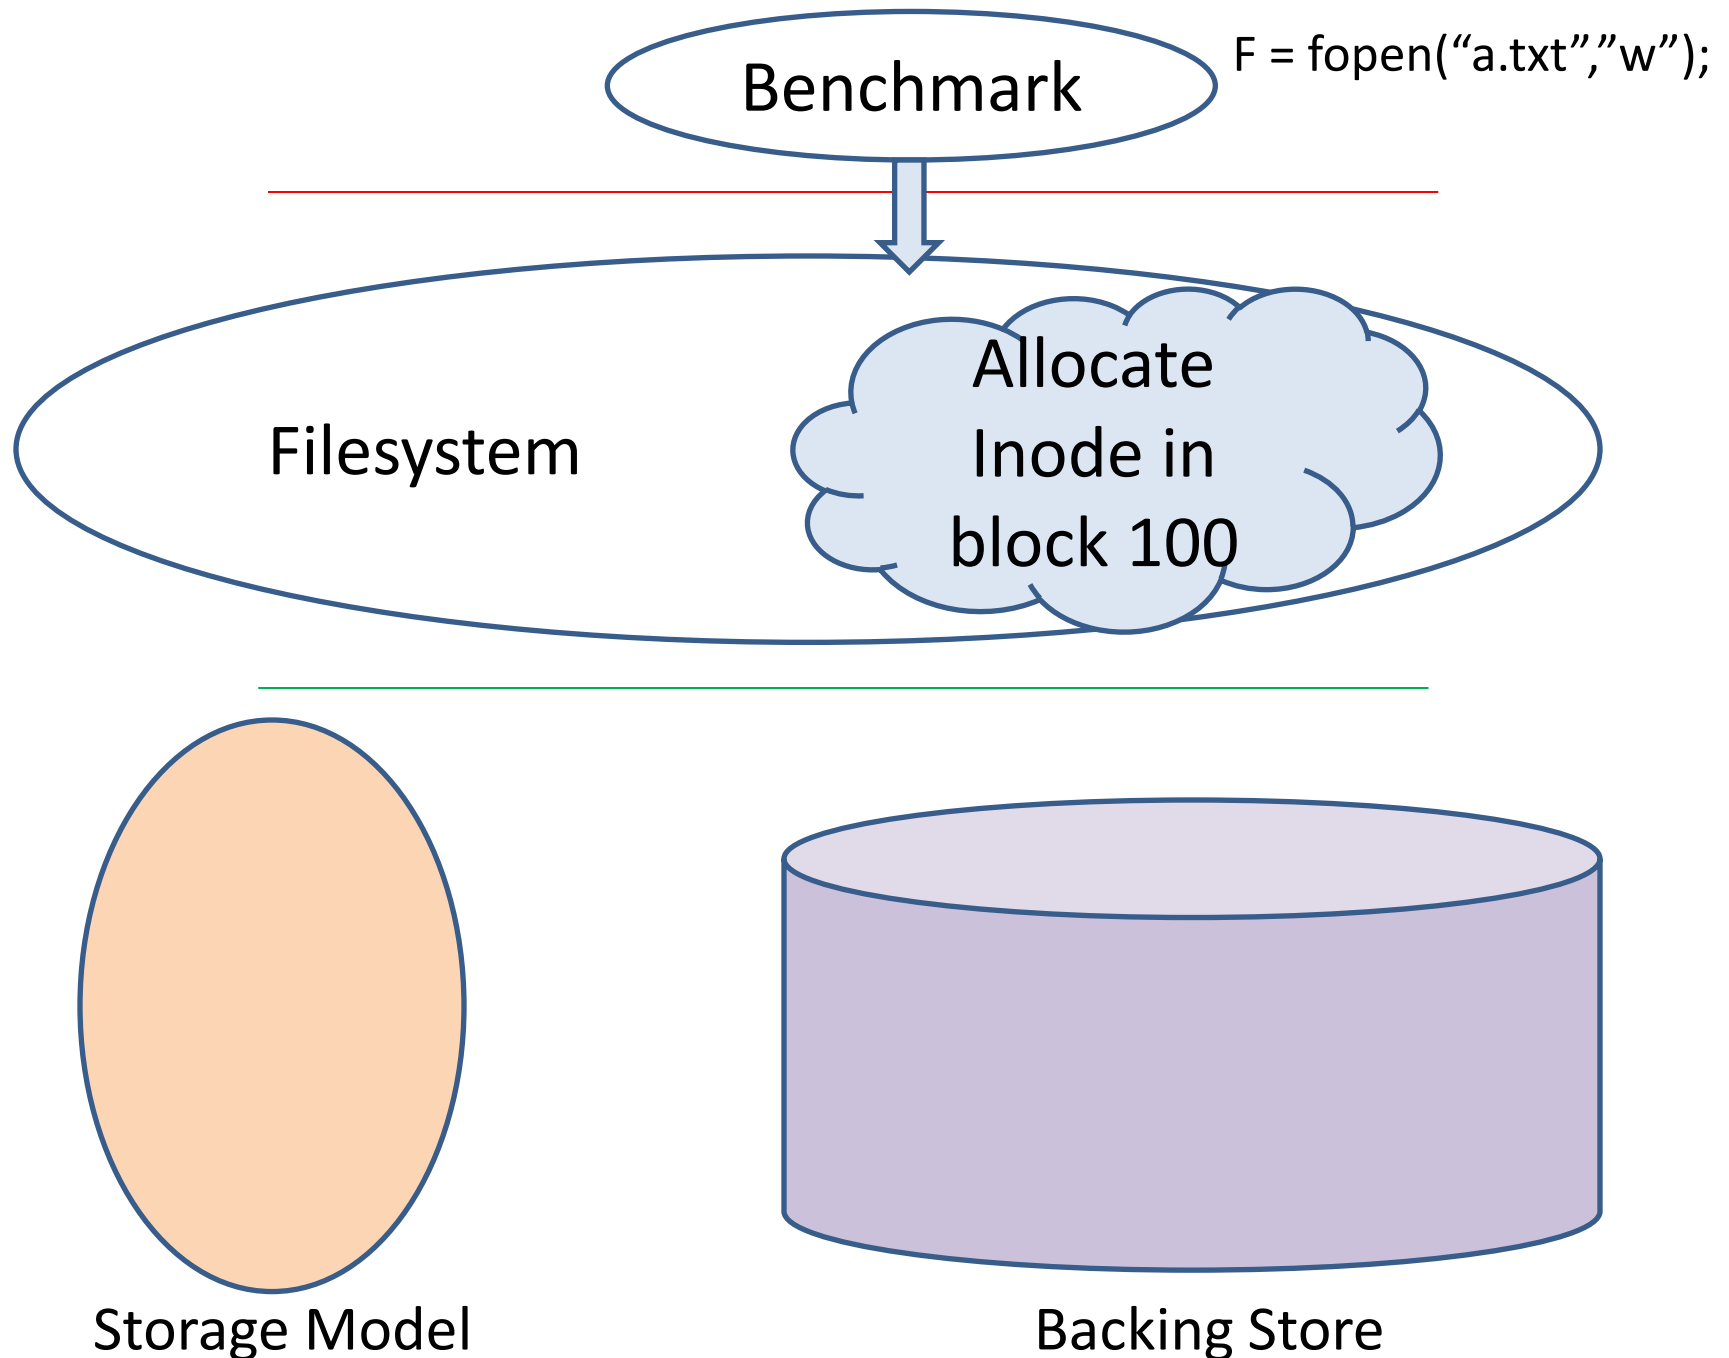 Benchmark
F = fopen(“a.txt”,”w”);
Filesystem
Allocate
Inode in
block 100
Storage Model
Backing Store